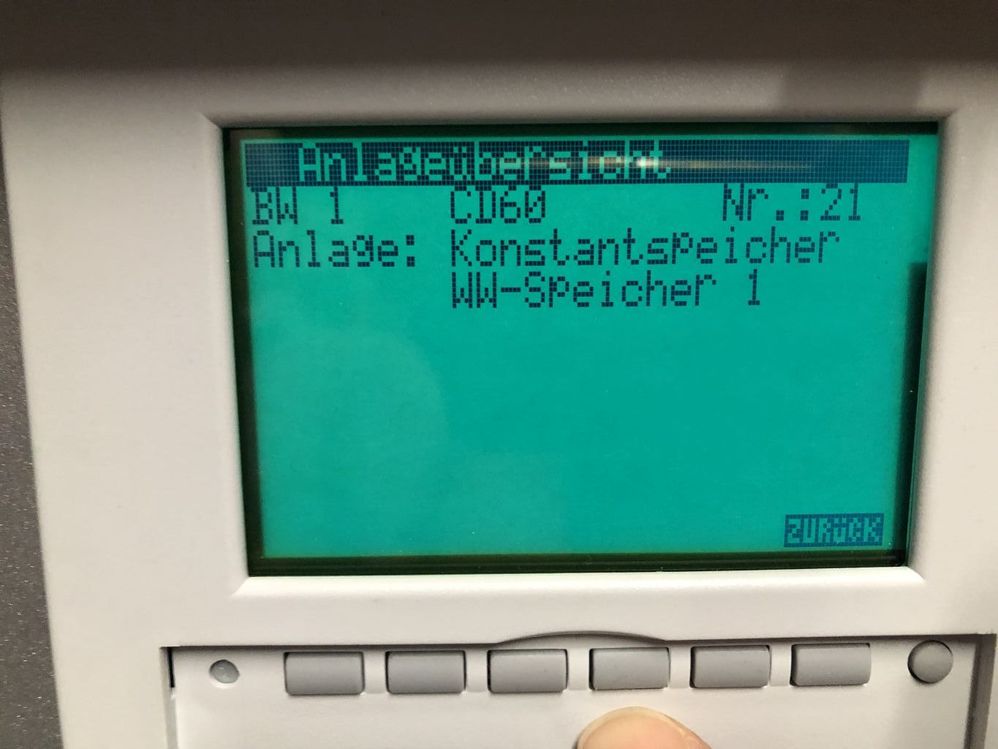 Anlageübersicht
BW 1 CD60 Nr.:21
Anlage: Konstantspeicher
WW-Speicher 1
ZURÜCK